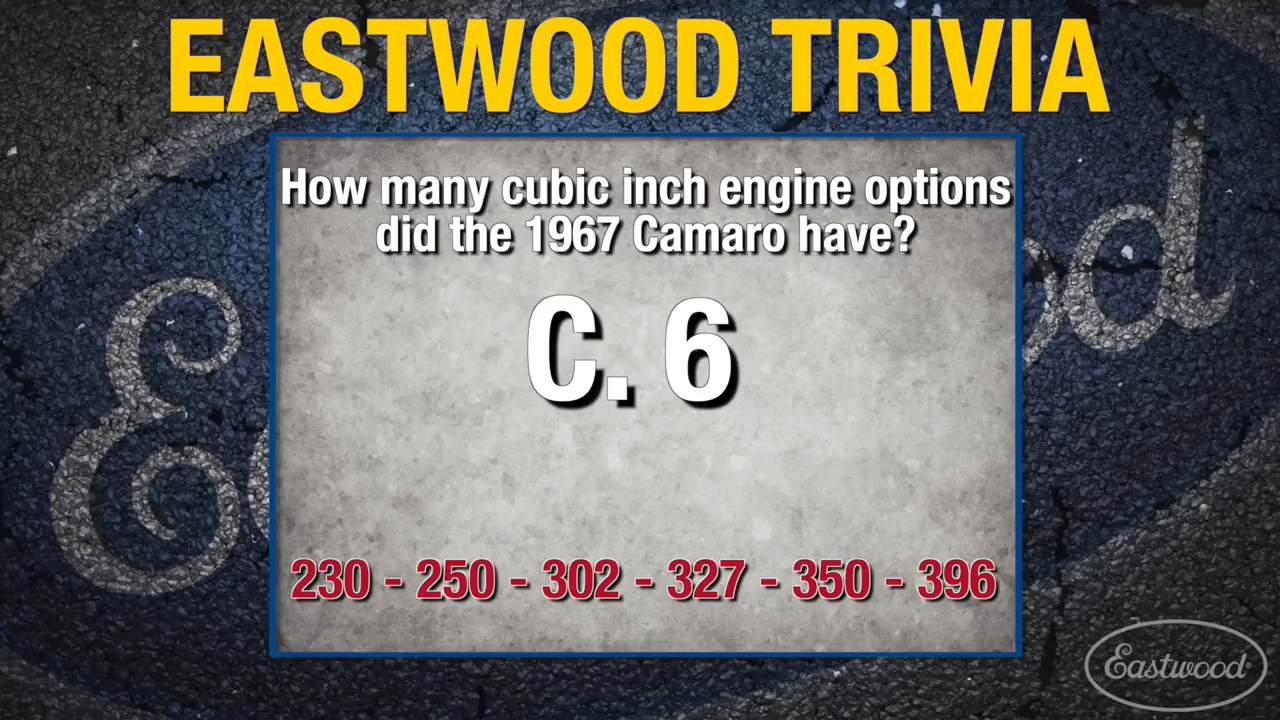 EASTWOOD TRIVIA
How many cubic inch engine options
did the 1967 Camaro have?
C. 6
230 - 250 - 302 - 327 - 350 - 396
Eastwood